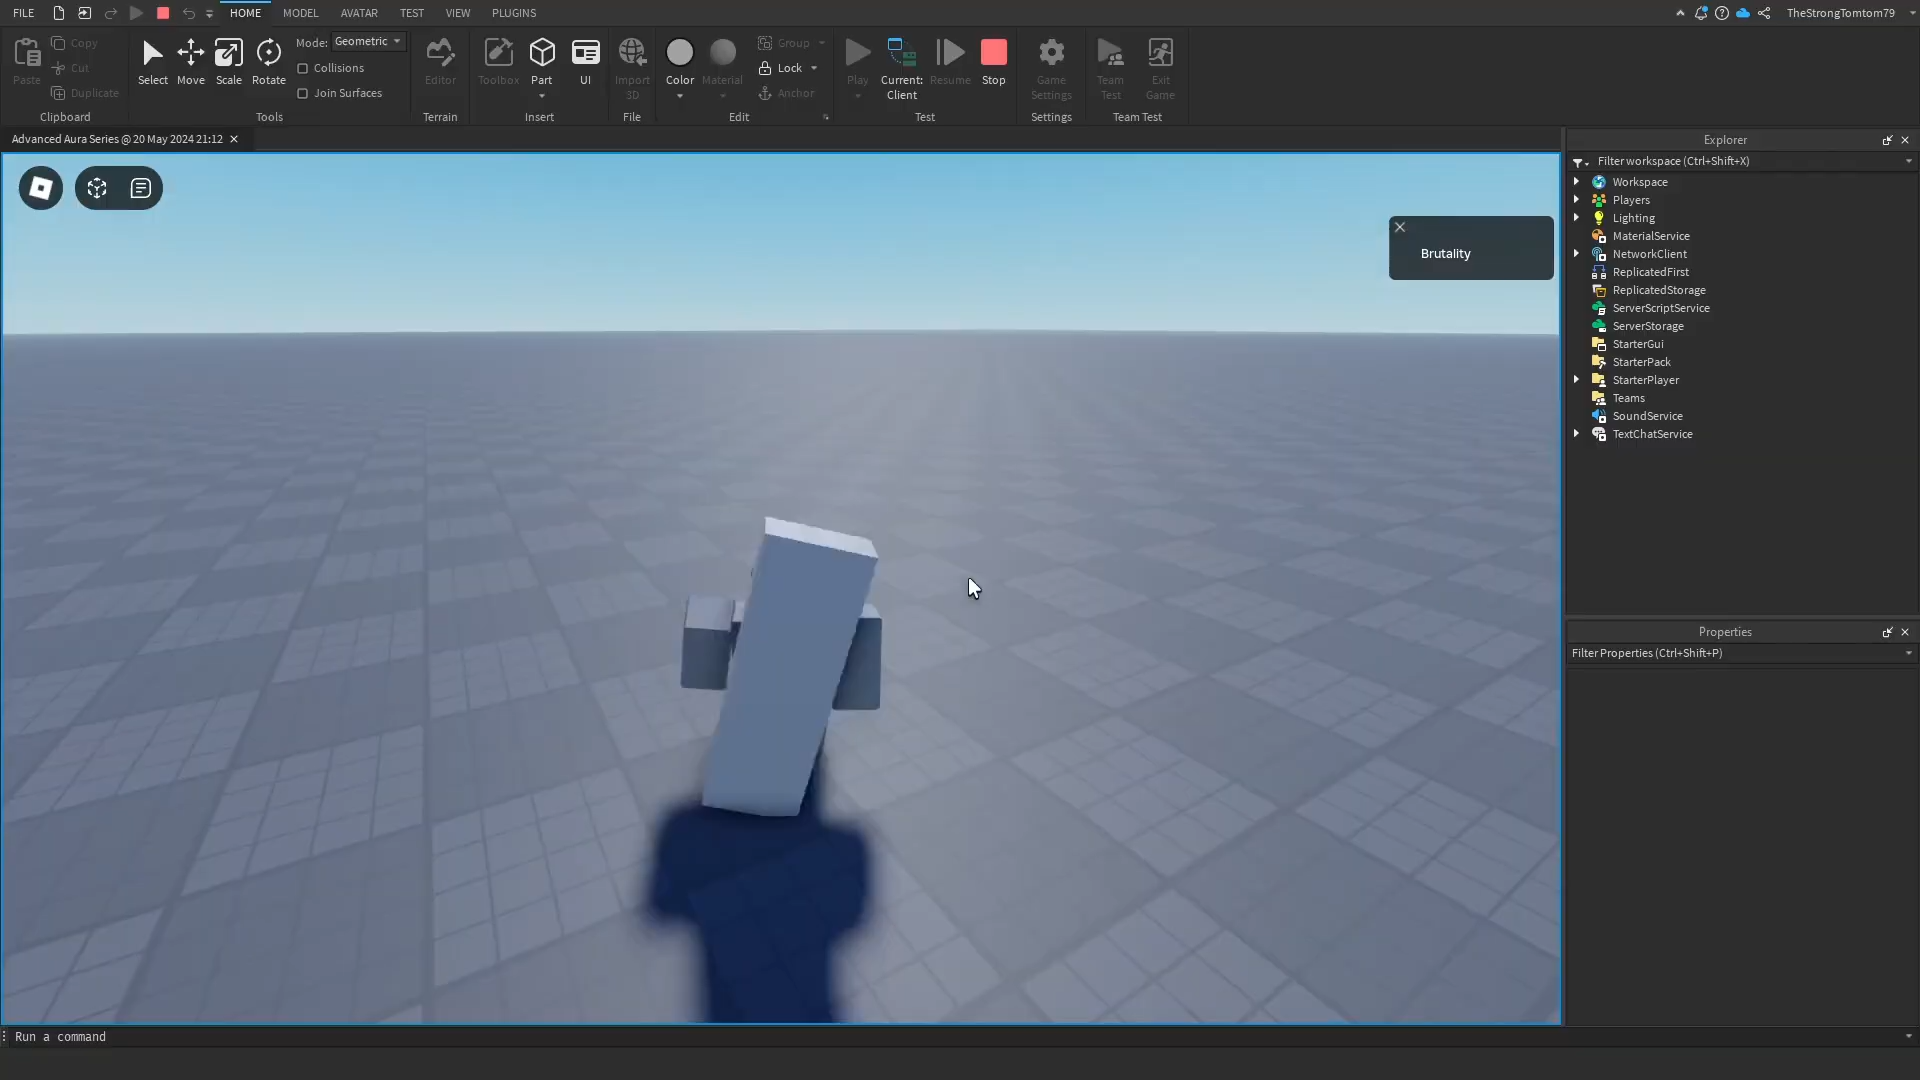 FILE HOME MODEL AVATAR TEST VIEW PLUGINS TheStrongTomtom79
Paste Copy Cut Duplicate Clipboard
Select Move Scale Rotate Mode: Geometric Collisions Join Surfaces Tools
Editor Terrain
Toolbox Part UI Insert
Import 3D File
Color Material Group Lock Anchor Edit
Play Current: Client Resume Stop Test
Game Settings Settings
Team Test Exit Game Team Test
Advanced Aura Series @ 20 May 2024 21:12
Brutality
Explorer
Filter workspace (Ctrl+Shift+X)
Workspace
Players
Lighting
MaterialService
NetworkClient
ReplicatedFirst
ReplicatedStorage
ServerScriptService
ServerStorage
StarterGui
StarterPack
StarterPlayer
Teams
SoundService
TextChatService
Properties
Filter Properties (Ctrl+Shift+P)
Run a command